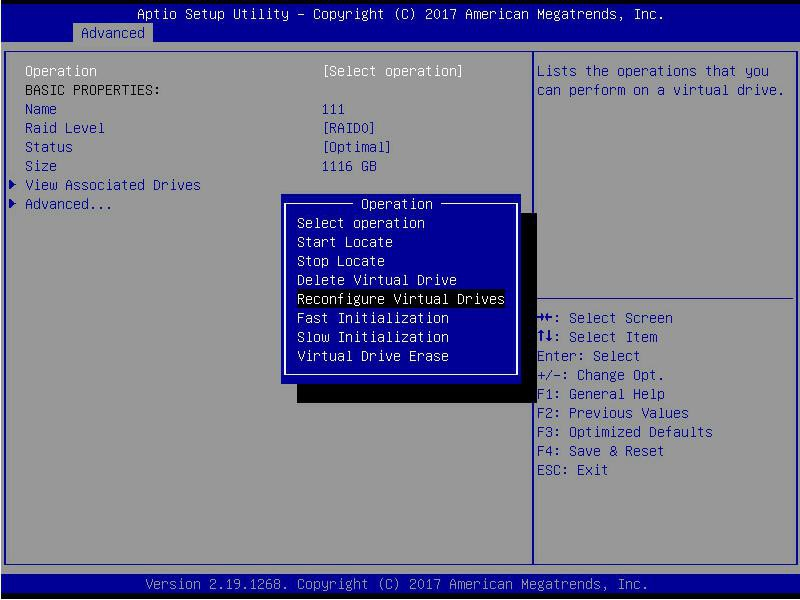 Aptio Setup Utility – Copyright (C) 2017 American Megatrends, Inc.
Advanced
Operation [Select operation]
BASIC PROPERTIES:
Name 111
Raid Level [RAID0]
Status [Optimal]
Size 1116 GB
View Associated Drives
Advanced...
Lists the operations that you
can perform on a virtual drive.
Operation
Select operation
Start Locate
Stop Locate
Delete Virtual Drive
Reconfigure Virtual Drives
Fast Initialization
Slow Initialization
Virtual Drive Erase
→←: Select Screen
↑↓: Select Item
Enter: Select
+/-: Change Opt.
F1: General Help
F2: Previous Values
F3: Optimized Defaults
F4: Save & Reset
ESC: Exit
Version 2.19.1268. Copyright (C) 2017 American Megatrends, Inc.